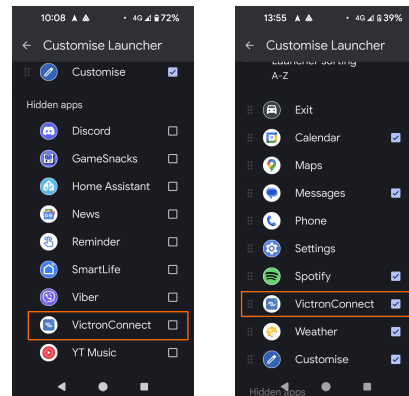 10:08 4G 72%
Customise Launcher
Customise
Hidden apps
Discord
GameSnacks
Home Assistant
News
Reminder
SmartLife
Viber
VictronConnect
YT Music
13:55 4G 39%
Customise Launcher
Launcher sorting
A-Z
Exit
Calendar
Maps
Messages
Phone
Settings
Spotify
VictronConnect
Weather
Customise
Hidden apps